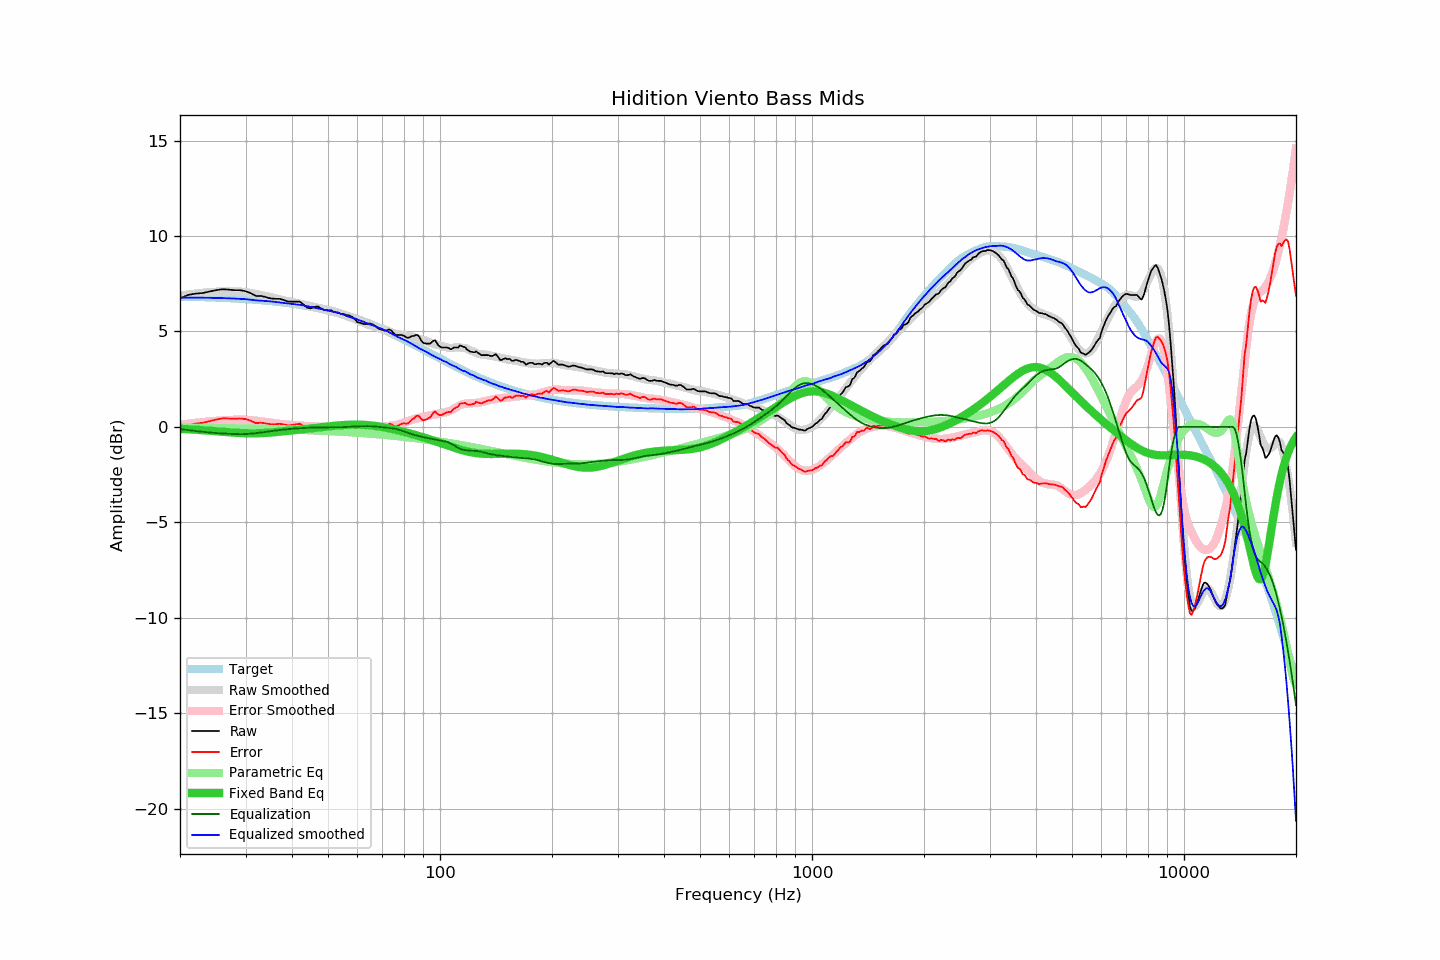 Hidition Viento Bass Mids
15
10
5
0
−5
−10
−15
−20
Amplitude (dBr)
Target
Raw Smoothed
Error Smoothed
Raw
Error
Parametric Eq
Fixed Band Eq
Equalization
Equalized smoothed
100
1000
10000
Frequency (Hz)